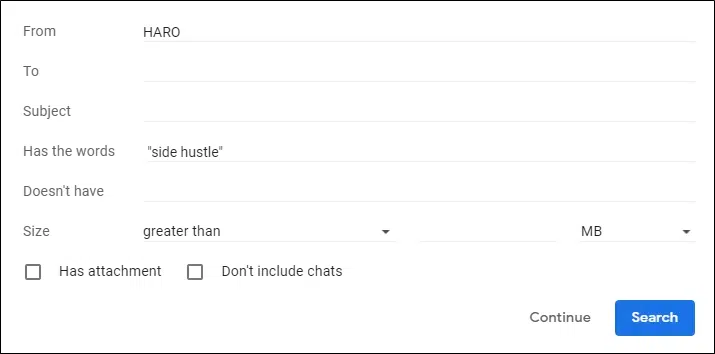 From HARO
To
Subject
Has the words "side hustle"
Doesn't have
Size greater than MB
Has attachment Don't include chats
Continue Search